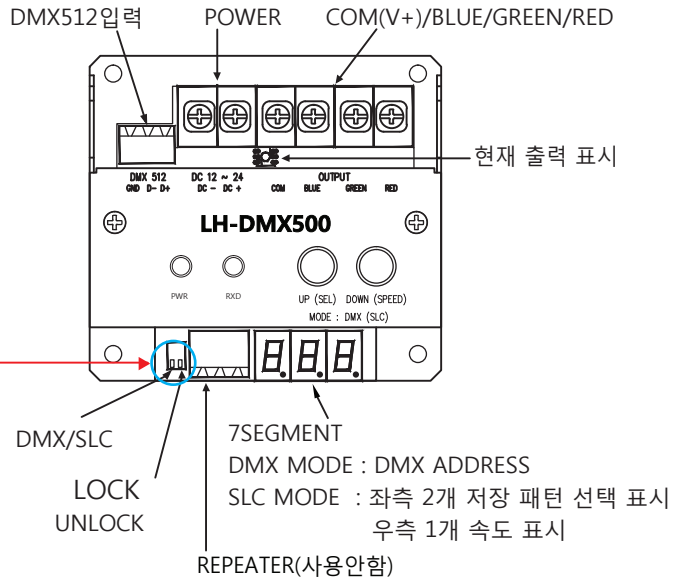 DMX512입력 POWER COM(V+)/BLUE/GREEN/RED
현재 출력 표시
DMX 512 DC 12 ~ 24 OUTPUT
GND D- D+ DC - DC + COM BLUE GREEN RED
LH-DMX500
PWR RXD UP (SEL) DOWN (SPEED)
MODE : DMX (SLC)
8.8.8.
DMX/SLC
LOCK
UNLOCK
7SEGMENT
DMX MODE : DMX ADDRESS
SLC MODE : 좌측 2개 저장 패턴 선택 표시
우측 1개 속도 표시
REPEATER(사용안함)